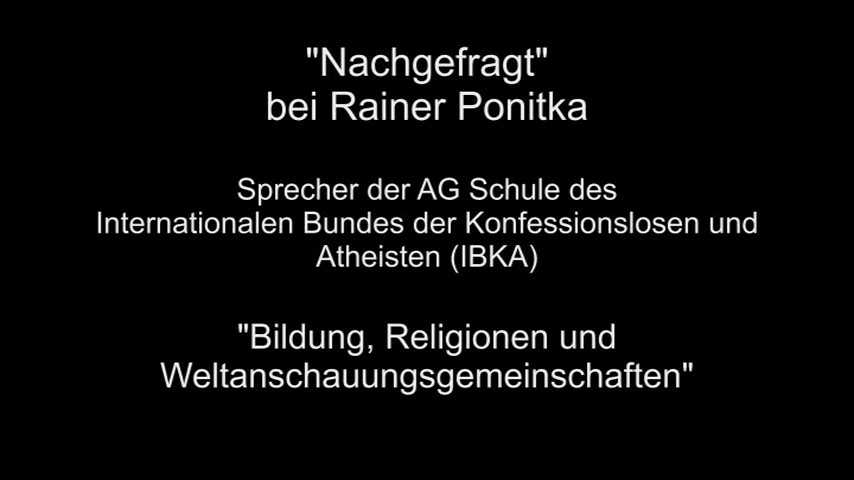 "Nachgefragt"
bei Rainer Ponitka
Sprecher der AG Schule des
Internationalen Bundes der Konfessionslosen und
Atheisten (IBKA)
"Bildung, Religionen und
Weltanschauungsgemeinschaften"